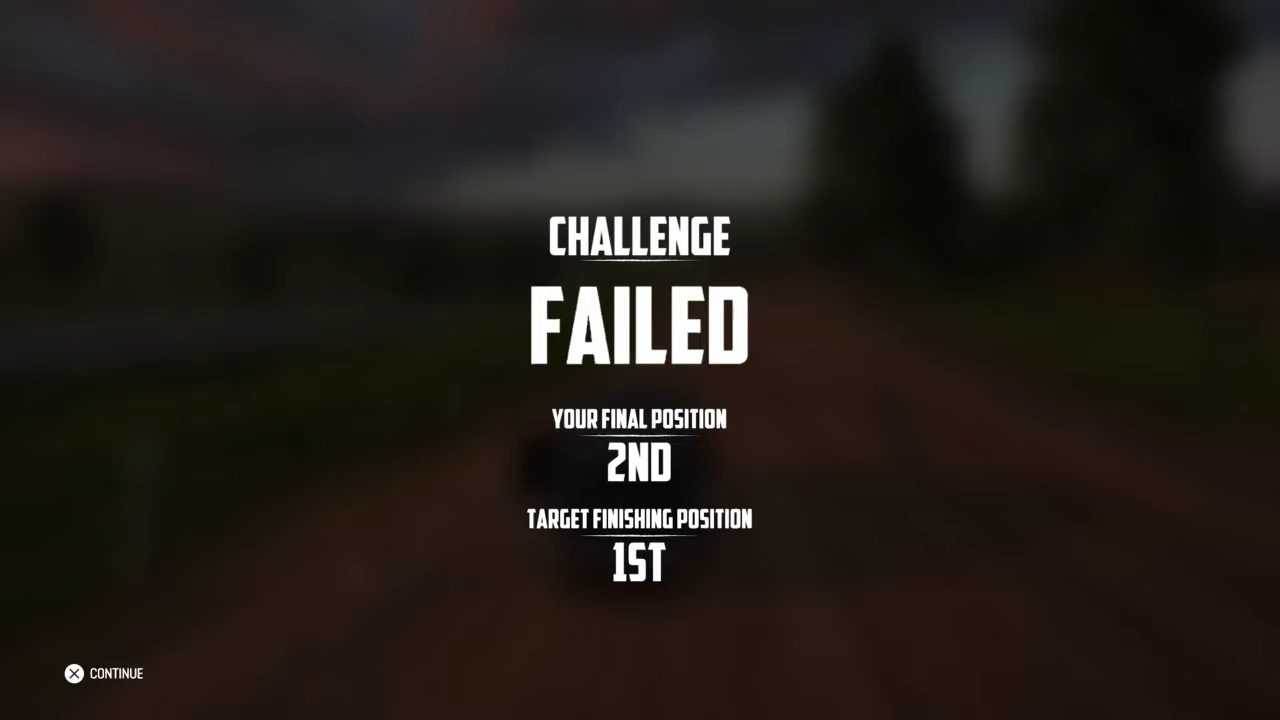 CHALLENGE
FAILED
YOUR FINAL POSITION
2ND
TARGET FINISHING POSITION
1ST
CONTINUE